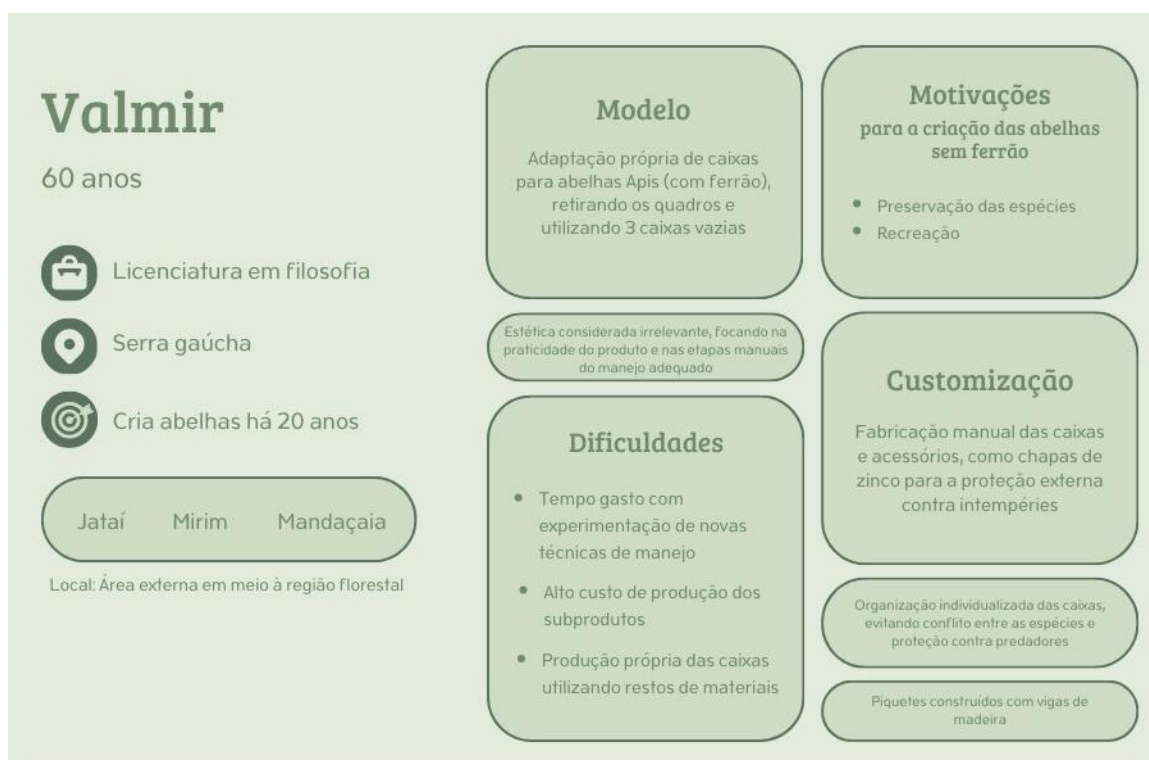 Valmir
60 anos
Licenciatura em filosofia
Serra gaúcha
Cria abelhas há 20 anos
Jataí Mirim Mandaçaia
Local: Área externa em meio à região florestal
Modelo
Adaptação própria de caixas
para abelhas Apis (com ferrão),
retirando os quadros e
utilizando 3 caixas vazias
Estética considerada irrelevante, focando na
praticidade do produto e nas etapas manuais
do manejo adequado
Dificuldades
• Tempo gasto com
experimentação de novas
técnicas de manejo
• Alto custo de produção dos
subprodutos
• Produção própria das caixas
utilizando restos de materiais
Motivações
para a criação das abelhas
sem ferrão
• Preservação das espécies
• Recreação
Customização
Fabricação manual das caixas
e acessórios, como chapas de
zinco para a proteção externa
contra intempéries
Organização individualizada das caixas,
evitando conflito entre as espécies e
proteção contra predadores
Piquetes construídos com vigas de
madeira